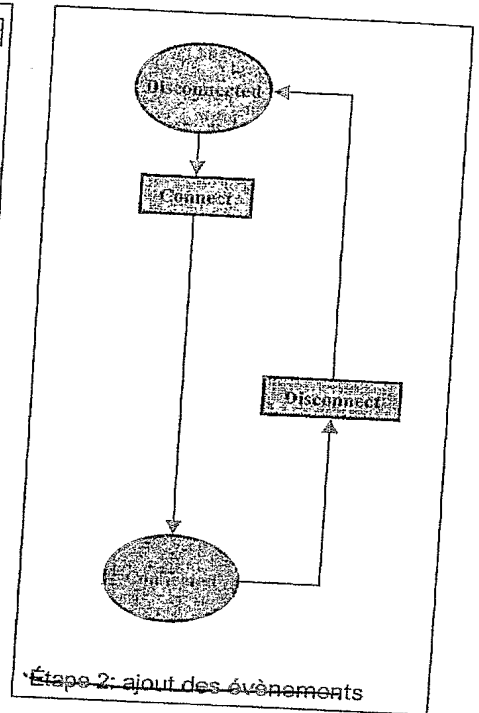 Disconnected
Connect
Disconnect
Connected
Étape 2: ajout des évènements